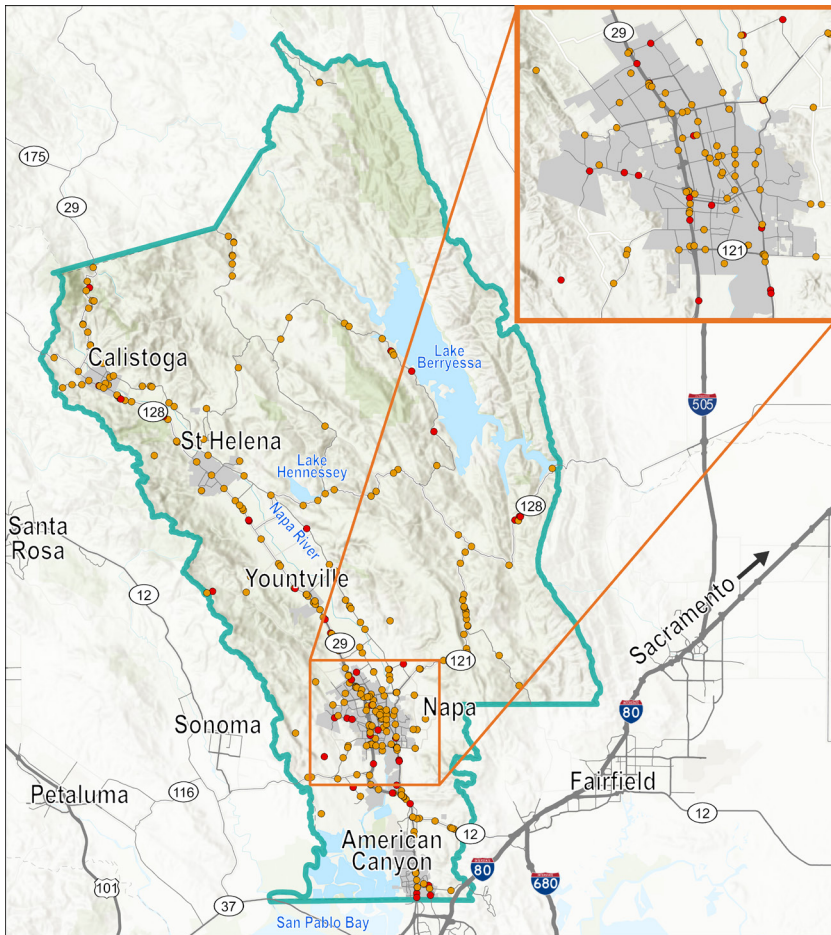 29
175
29
121
Calistoga
Lake
Berryessa
128
505
St Helena
Lake
Hennessey
128
Santa
Rosa
Napa River
Yountville
12
Sacramento
29
121
Napa
80
Sonoma
Fairfield
Petaluma
116
12
American
Canyon
12
80
680
101
37
San Pablo Bay